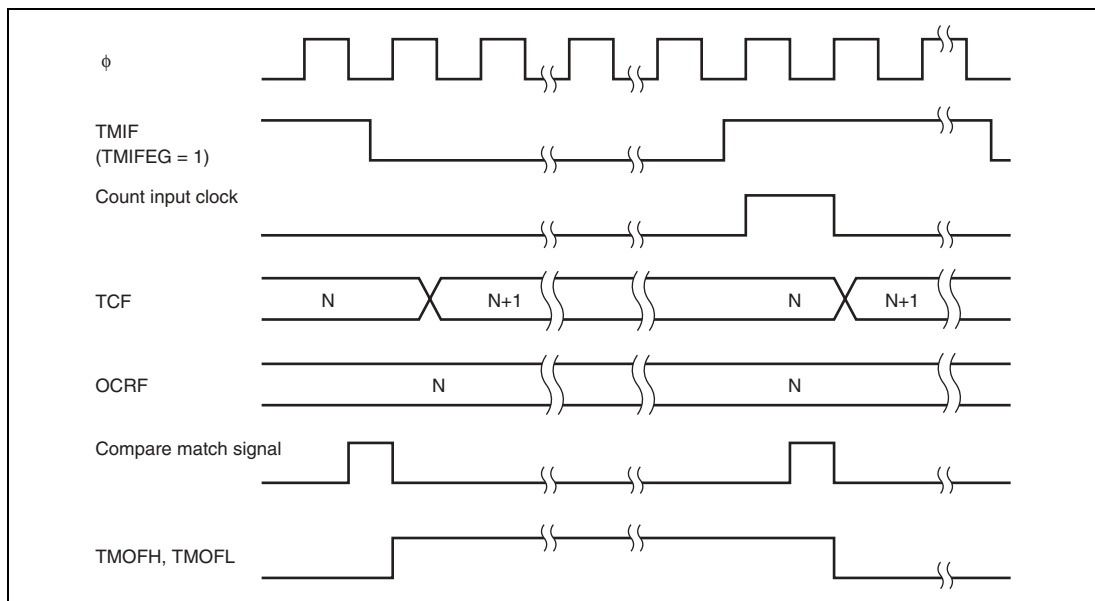 ϕ
TMIF
(TMIFEG = 1)
Count input clock
TCF N N+1 N N+1
OCRF N N
Compare match signal
TMOFH, TMOFL